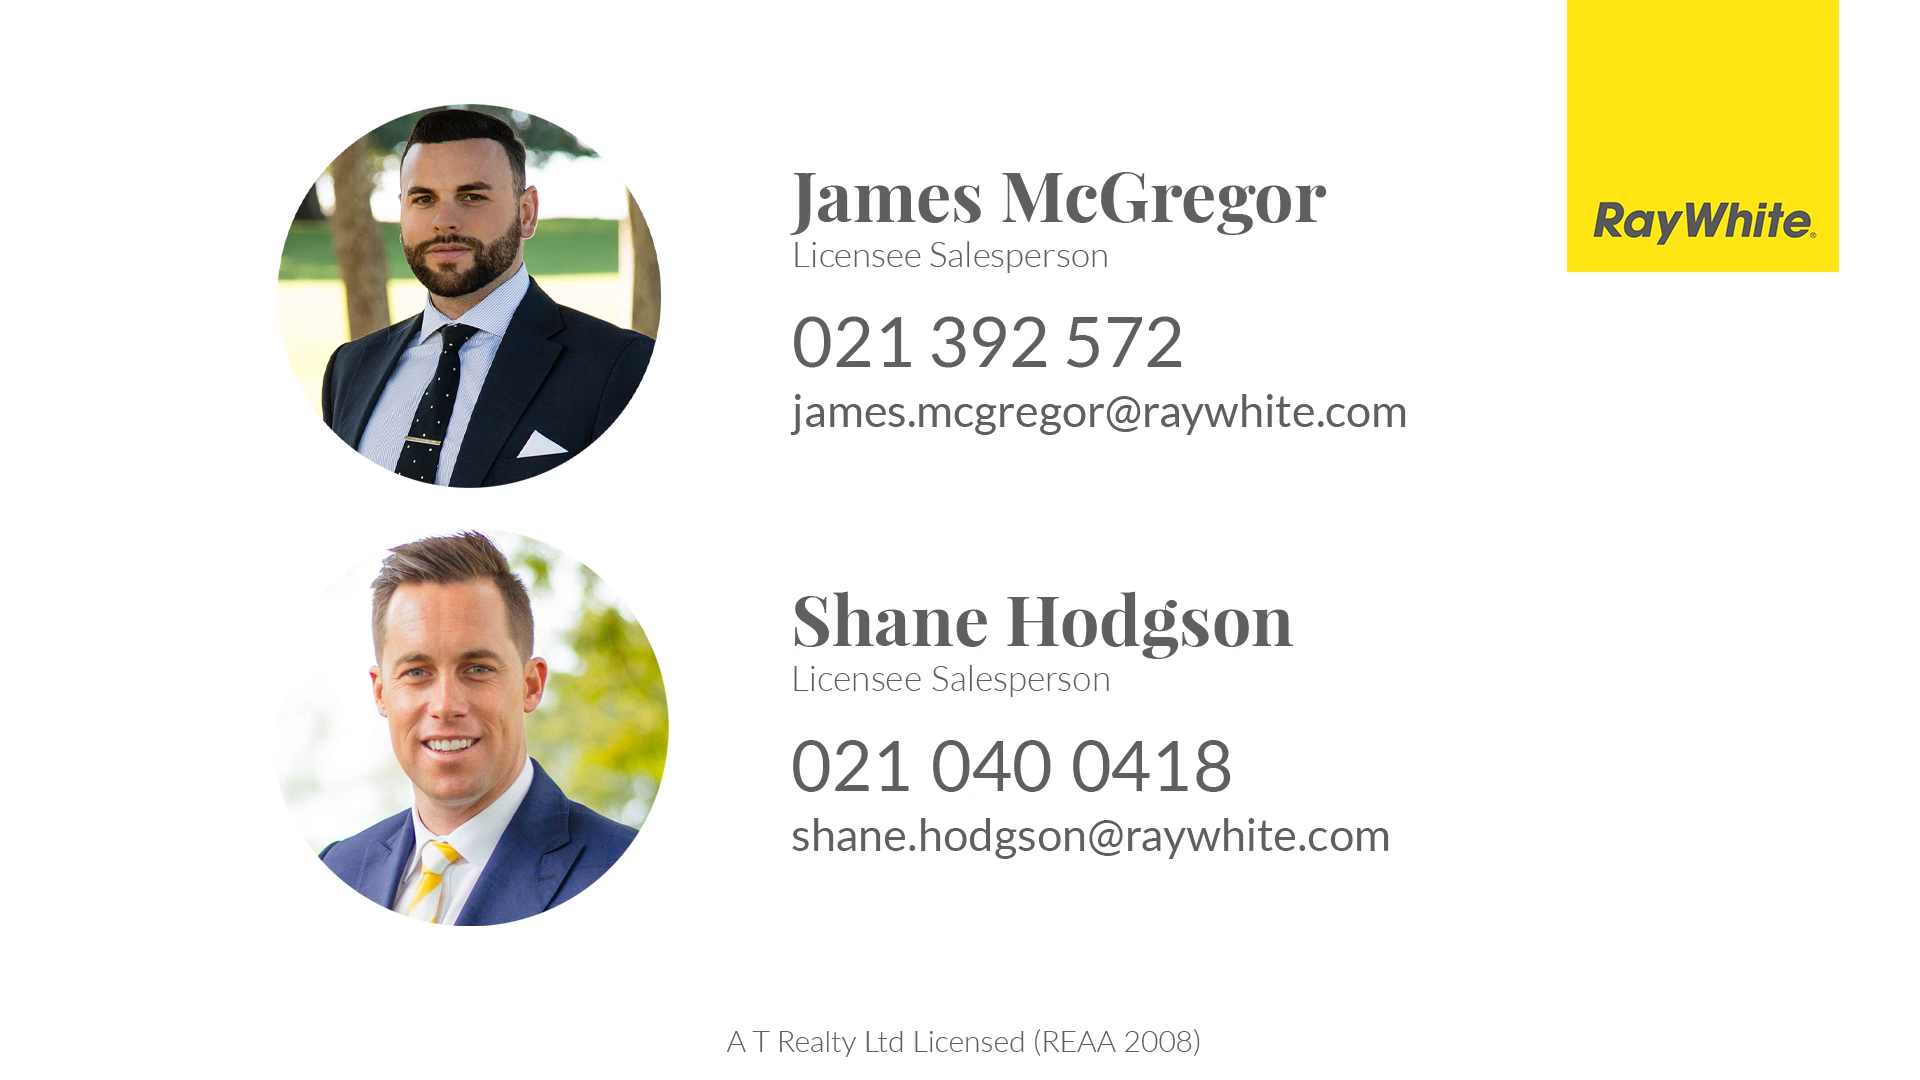 RayWhite®
James McGregor
Licensee Salesperson
021 392 572
james.mcgregor@raywhite.com
Shane Hodgson
Licensee Salesperson
021 040 0418
shane.hodgson@raywhite.com
A T Realty Ltd Licensed (REAA 2008)